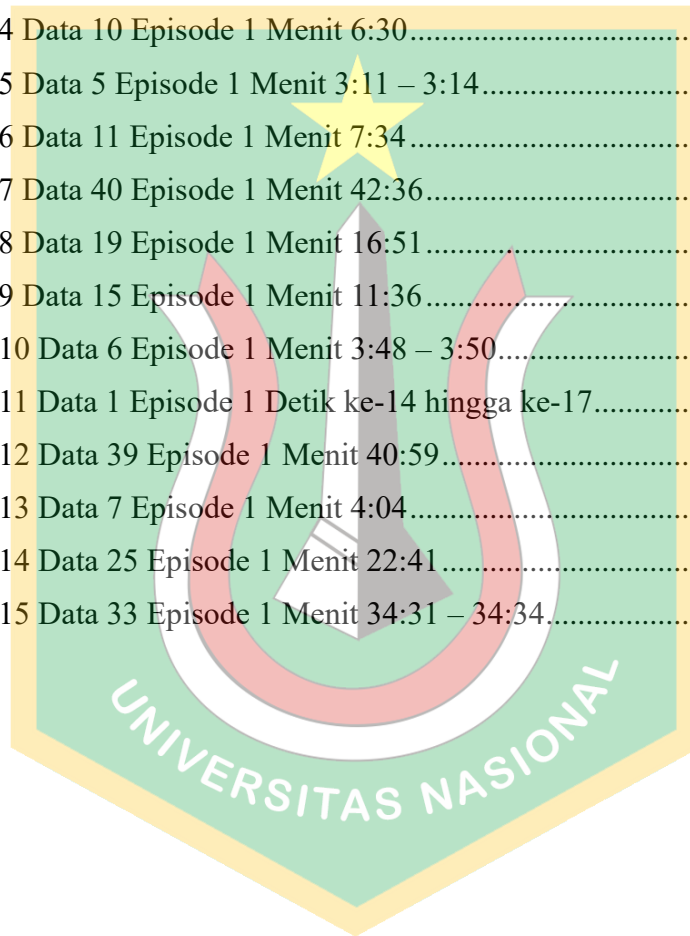 4 Data 10 Episode 1 Menit 6:30........................................
5 Data 5 Episode 1 Menit 3:11 – 3:14..............................
6 Data 11 Episode 1 Menit 7:34........................................
7 Data 40 Episode 1 Menit 42:36......................................
8 Data 19 Episode 1 Menit 16:51......................................
9 Data 15 Episode 1 Menit 11:36......................................
10 Data 6 Episode 1 Menit 3:48 – 3:50............................
11 Data 1 Episode 1 Detik ke-14 hingga ke-17..............
12 Data 39 Episode 1 Menit 40:59....................................
13 Data 7 Episode 1 Menit 4:04........................................
14 Data 25 Episode 1 Menit 22:41....................................
15 Data 33 Episode 1 Menit 34:31 – 34:34.....................
UNIVERSITAS NASIONAL